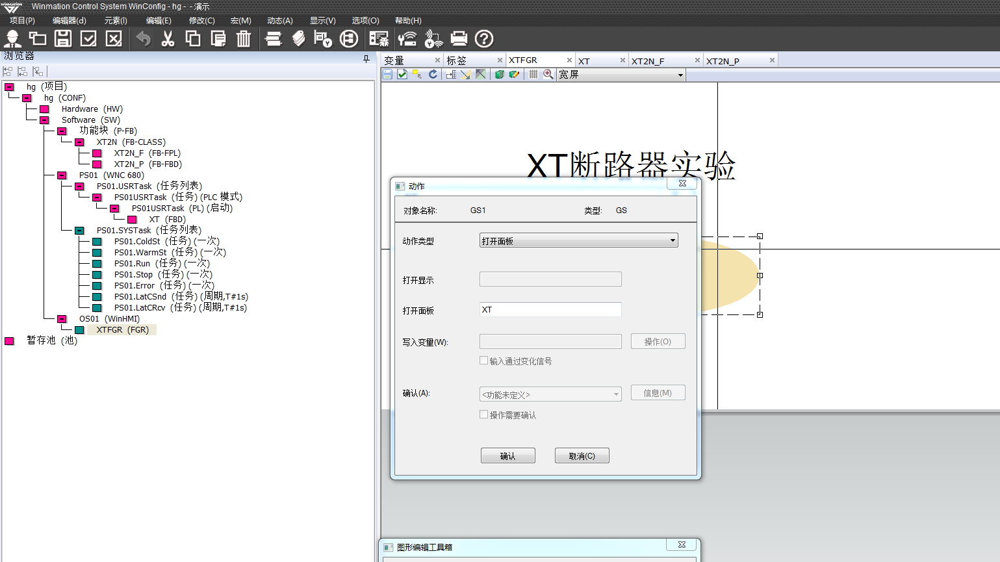 WINMATION
Winmation Control System WinConfig - hg - - 演示
项目(P) 编辑器(d) 元素(l) 编辑(E) 修改(C) 宏(M) 动态(A) 显示(V) 选项(O) 帮助(H)
浏览器
变量 标签 XTFGR XT XT2N_F XT2N_P
宽屏
hg (项目)
hg (CONF)
Hardware (HW)
Software (SW)
功能块 (P-FB)
XT2N (FB-CLASS)
XT2N_F (FB-FPL)
XT2N_P (FB-FBD)
PS01 (WNC 680)
PS01.USRTask (任务列表)
PS01USRTask (任务) (PLC 模式)
PS01USRTask (PL) (启动)
XT (FBD)
PS01.SYSTask (任务列表)
PS01.ColdSt (任务) (一次)
PS01.WarmSt (任务) (一次)
PS01.Run (任务) (一次)
PS01.Stop (任务) (一次)
PS01.Error (任务) (一次)
PS01.LatCSnd (任务) (周期,T#1s)
PS01.LatCRcv (任务) (周期,T#1s)
OS01 (WinHMI)
XTFGR (FGR)
暂存池 (池)
XT断路器实验
动作
对象名称: GS1 类型: GS
动作类型 打开面板
打开显示
打开面板 XT
写入变量(W): 操作(O)
输入通过变化信号
确认(A): <功能未定义> 信息(M)
操作需要确认
确认 取消(C)
图形编辑工具箱